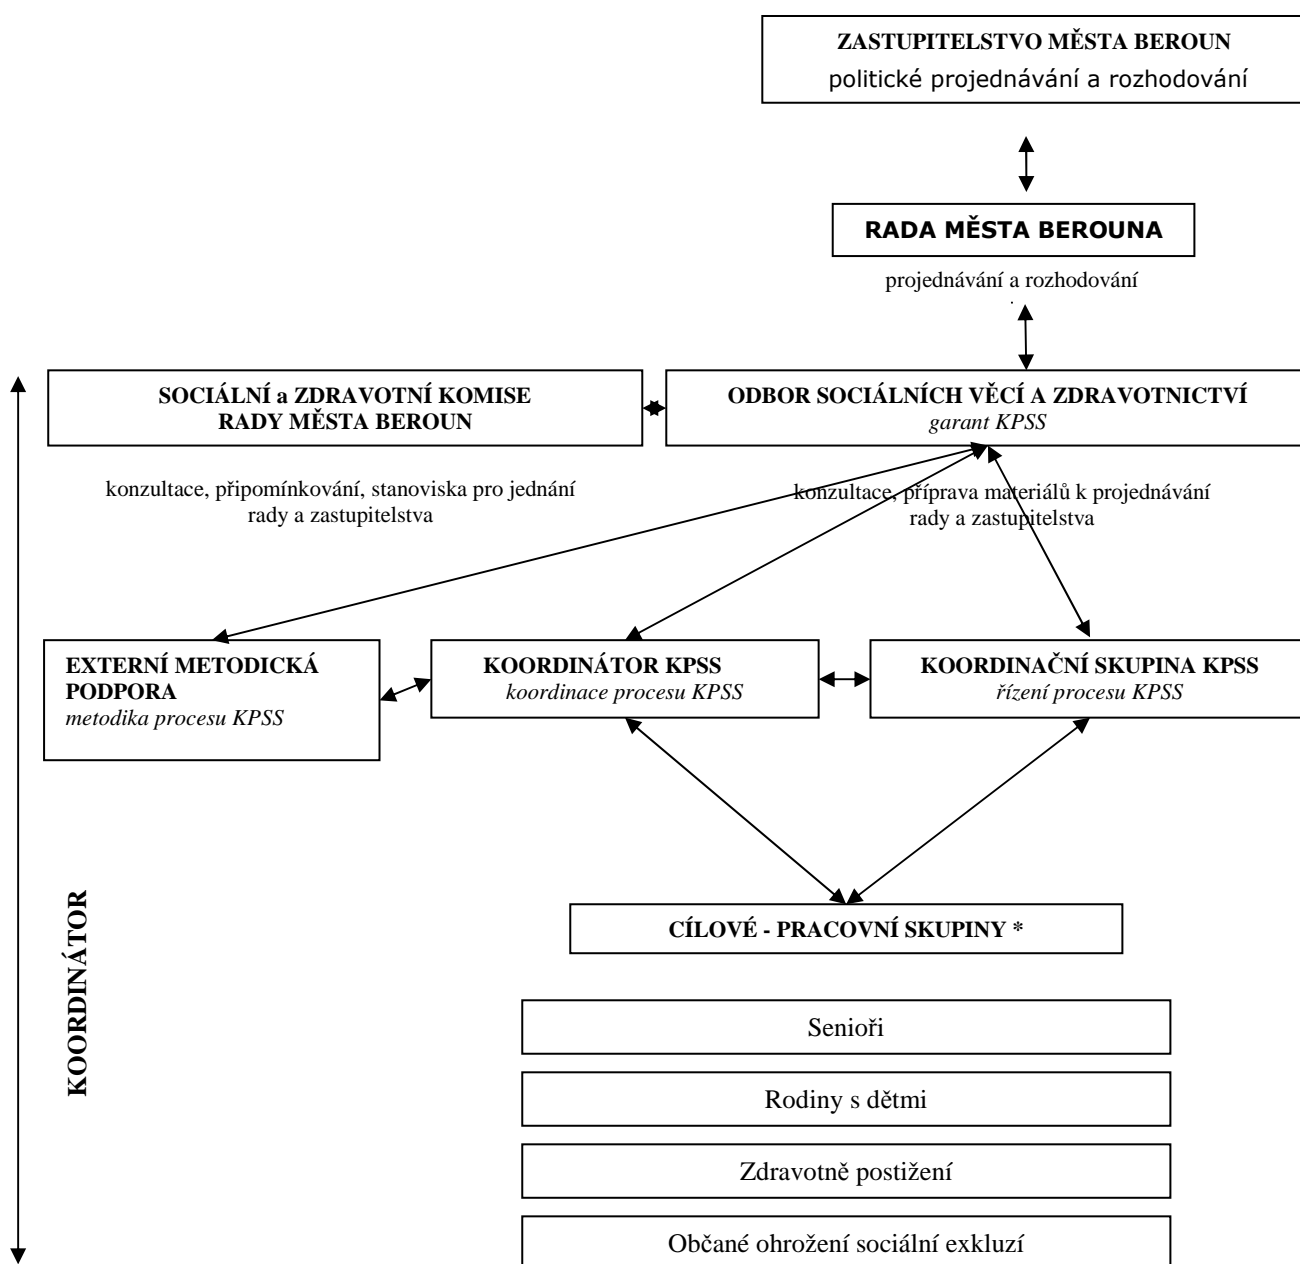 ZASTUPITELSTVO MĚSTA BEROUN
politické projednávání a rozhodování
RADA MĚSTA BEROUNA
projednávání a rozhodování
.
SOCIÁLNÍ a ZDRAVOTNÍ KOMISE
RADY MĚSTA BEROUN
ODBOR SOCIÁLNÍCH VĚCÍ A ZDRAVOTNICTVÍ
garant KPSS
konzultace, připomínkování, stanoviska pro jednání
rady a zastupitelstva
konzultace, příprava materiálů k projednávání
rady a zastupitelstva
EXTERNÍ METODICKÁ
PODPORA
metodika procesu KPSS
KOORDINÁTOR KPSS
koordinace procesu KPSS
KOORDINAČNÍ SKUPINA KPSS
řízení procesu KPSS
KOORDINÁTOR
CÍLOVÉ - PRACOVNÍ SKUPINY *
Senioři
Rodiny s dětmi
Zdravotně postižení
Občané ohrožení sociální exkluzí